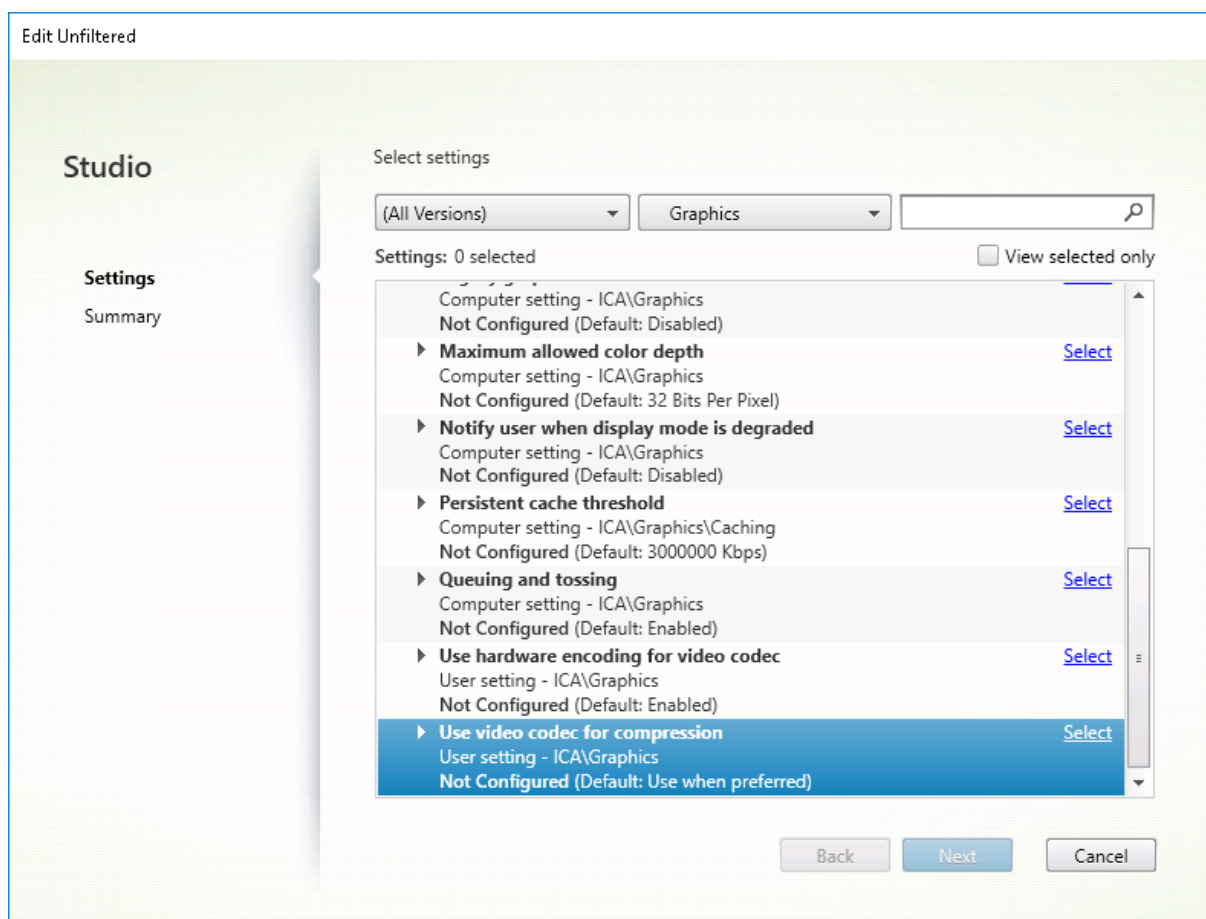 Edit Unfiltered
Studio
Settings
Summary
Select settings
(All Versions)
Graphics
Settings: 0 selected
View selected only
Computer setting - ICA\Graphics
Not Configured (Default: Disabled)
Maximum allowed color depth Select
Computer setting - ICA\Graphics
Not Configured (Default: 32 Bits Per Pixel)
Notify user when display mode is degraded Select
Computer setting - ICA\Graphics
Not Configured (Default: Disabled)
Persistent cache threshold Select
Computer setting - ICA\Graphics\Caching
Not Configured (Default: 3000000 Kbps)
Queuing and tossing Select
Computer setting - ICA\Graphics
Not Configured (Default: Enabled)
Use hardware encoding for video codec Select
User setting - ICA\Graphics
Not Configured (Default: Enabled)
Use video codec for compression Select
User setting - ICA\Graphics
Not Configured (Default: Use when preferred)
Back
Next
Cancel